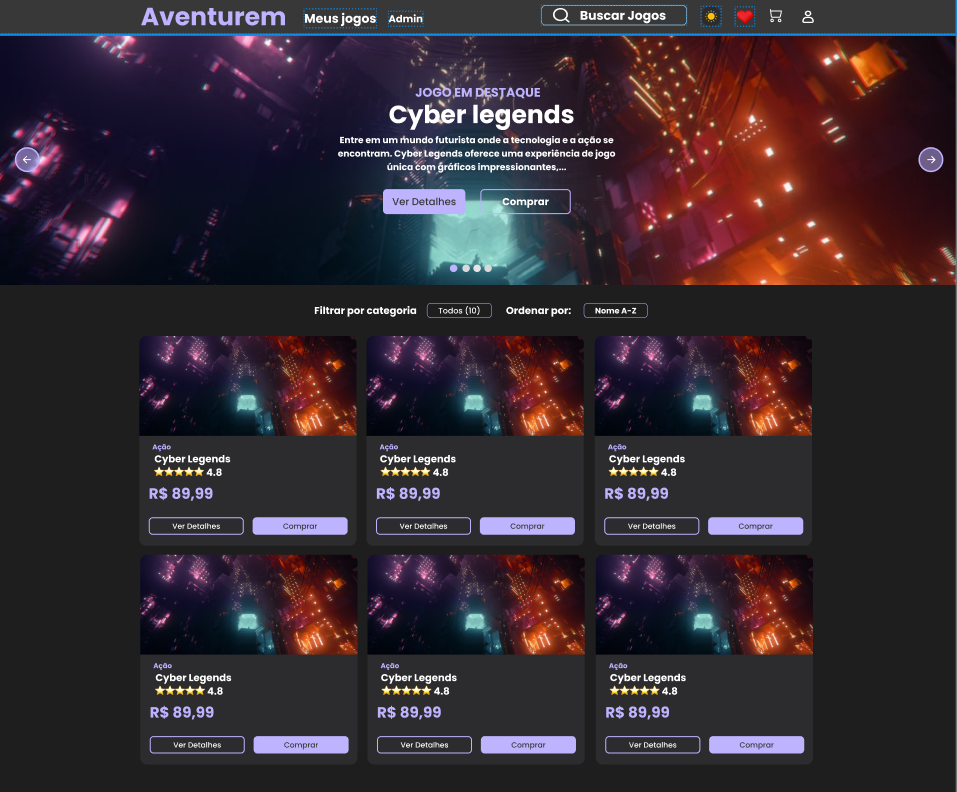 Aventurem Meus jogos Admin Buscar Jogos
JOGO EM DESTAQUE
Cyber legends
Entre em um mundo futurista onde a tecnologia e a ação se
encontram. Cyber Legends oferece uma experiência de jogo
única com gráficos impressionantes,...
Ver Detalhes Comprar
Filtrar por categoria Todos (10) Ordenar por: Nome A-Z
Ação Ação Ação
Cyber Legends Cyber Legends Cyber Legends
4.8 4.8 4.8
R$ 89,99 R$ 89,99 R$ 89,99
Ver Detalhes Comprar Ver Detalhes Comprar Ver Detalhes Comprar
Ação Ação Ação
Cyber Legends Cyber Legends Cyber Legends
4.8 4.8 4.8
R$ 89,99 R$ 89,99 R$ 89,99
Ver Detalhes Comprar Ver Detalhes Comprar Ver Detalhes Comprar